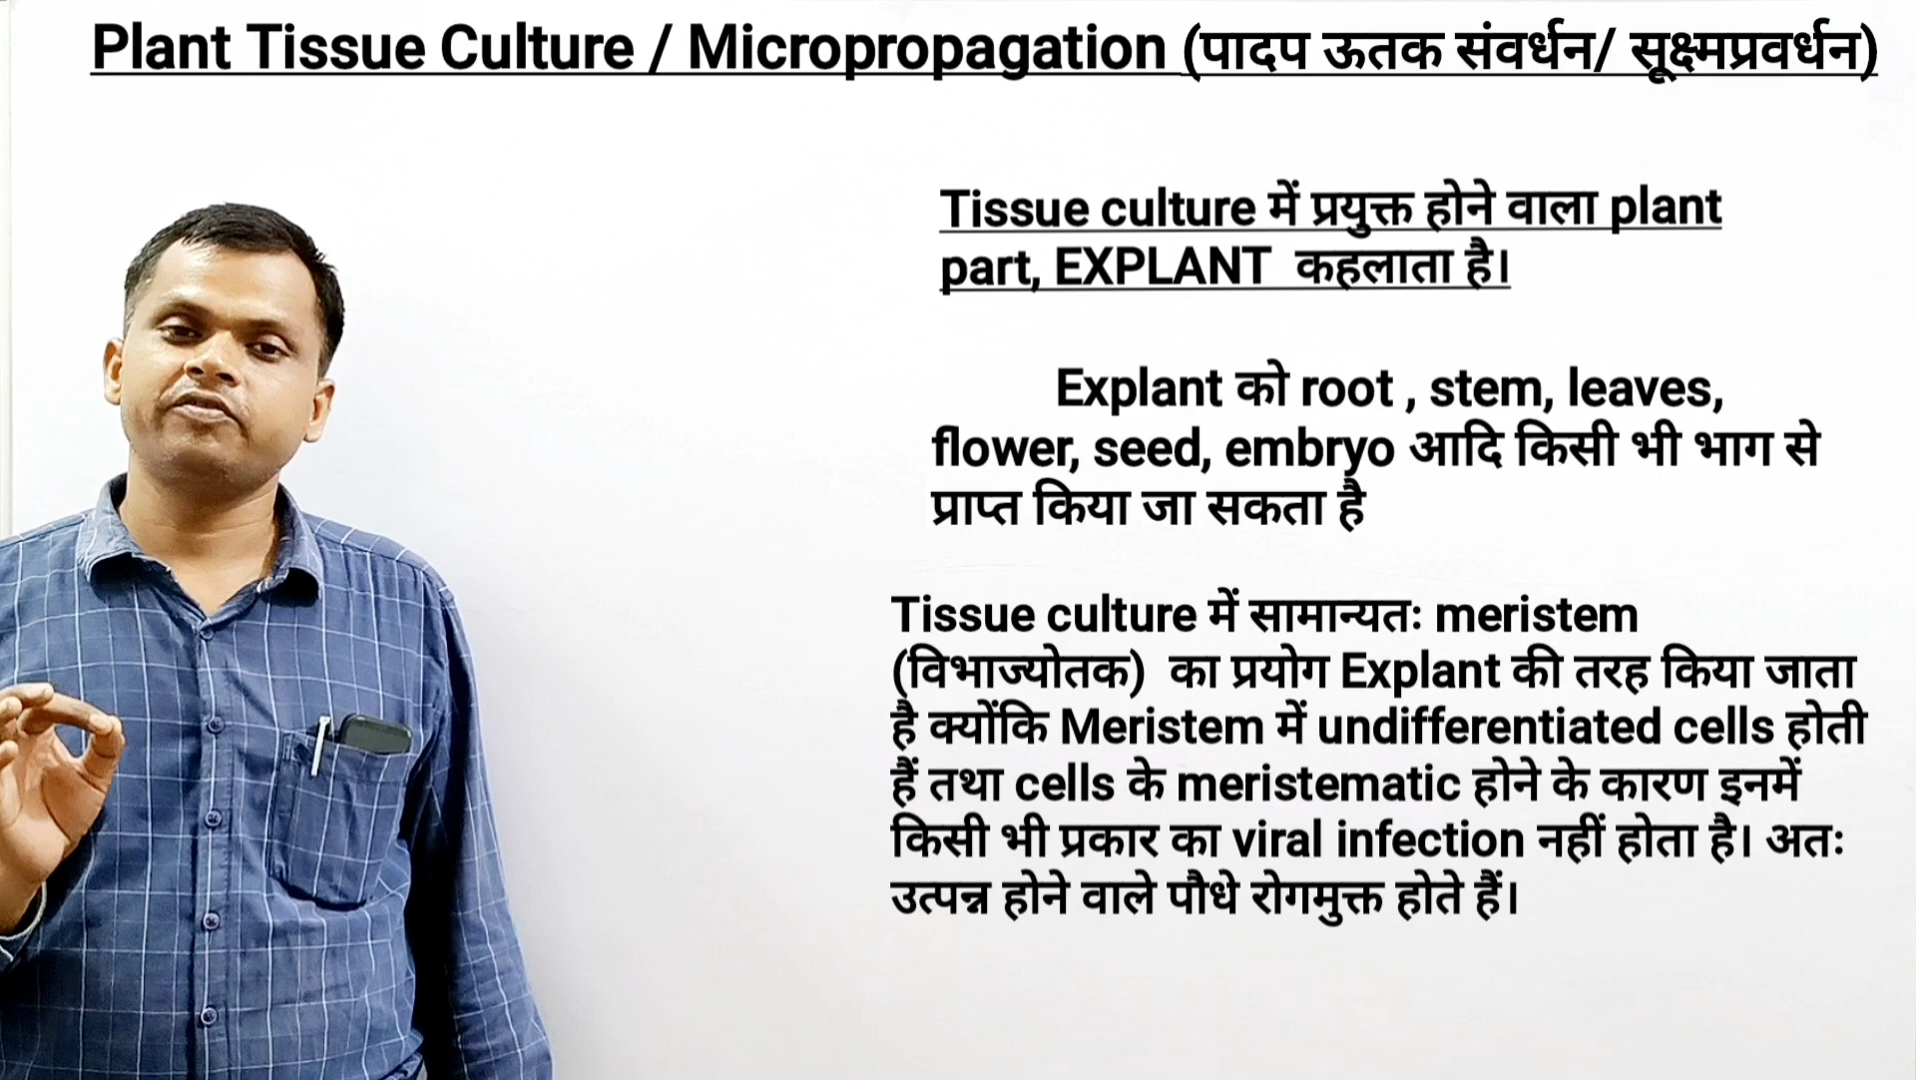 Plant Tissue Culture / Micropropagation (पादप ऊतक संवर्धन/ सूक्ष्मप्रवर्धन)
Tissue culture में प्रयुक्त होने वाला plant
part, EXPLANT कहलाता है।
Explant को root , stem, leaves,
flower, seed, embryo आदि किसी भी भाग से
प्राप्त किया जा सकता है
Tissue culture में सामान्यतः meristem
(विभाज्योतक) का प्रयोग Explant की तरह किया जाता
है क्योंकि Meristem में undifferentiated cells होती
हैं तथा cells के meristematic होने के कारण इनमें
किसी भी प्रकार का viral infection नहीं होता है। अतः
उत्पन्न होने वाले पौधे रोगमुक्त होते हैं।